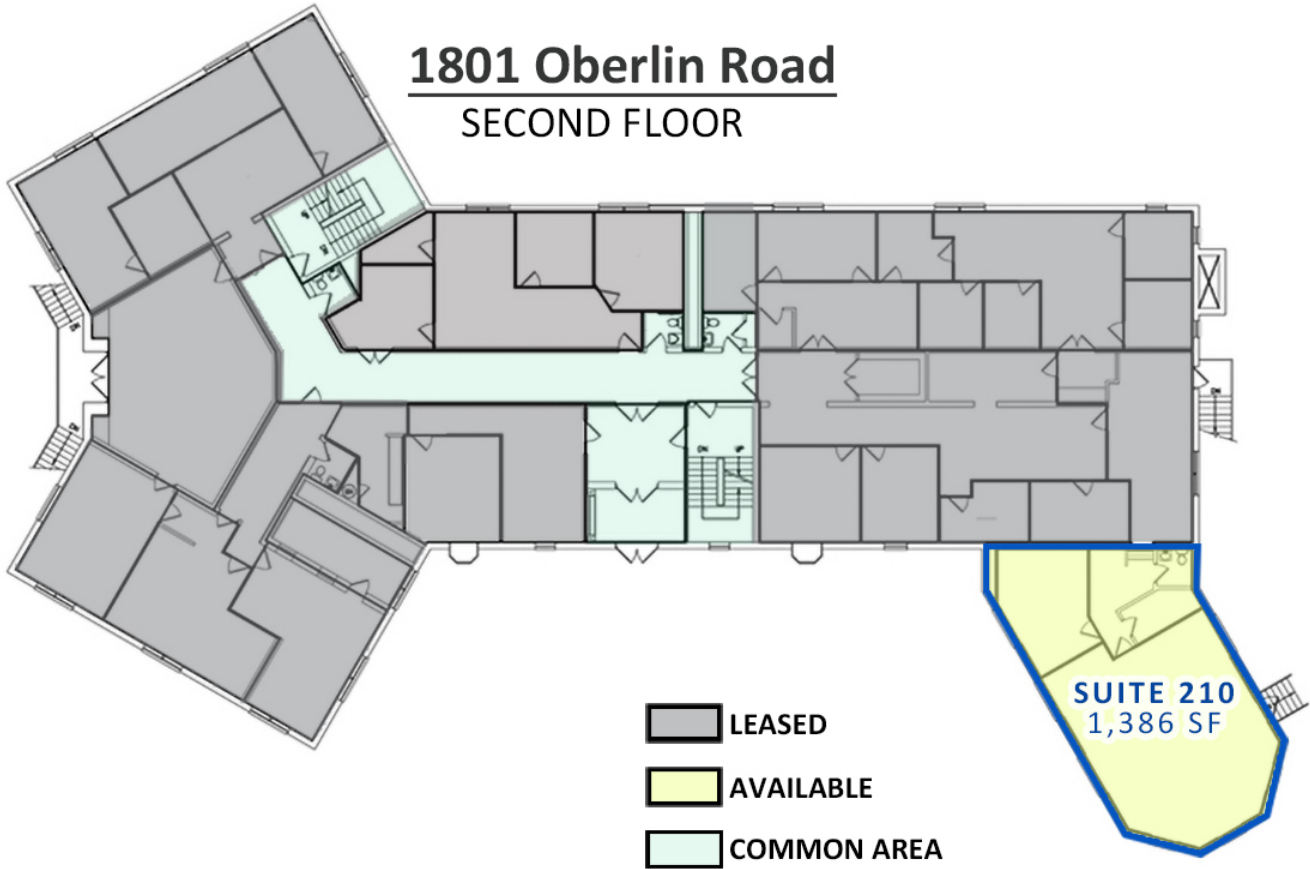 1801 Oberlin Road
SECOND FLOOR
SUITE 210
1,386 SF
LEASED
AVAILABLE
COMMON AREA